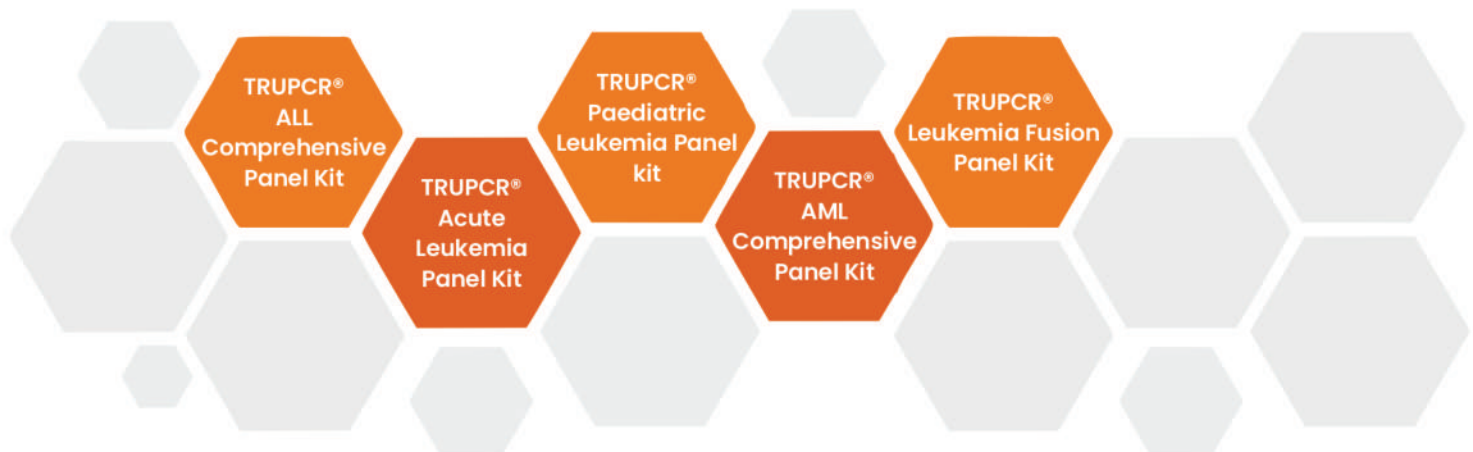 TRUPCR®
ALL
Comprehensive
Panel Kit
TRUPCR®
Acute
Leukemia
Panel Kit
TRUPCR®
Paediatric
Leukemia Panel
kit
TRUPCR®
AML
Comprehensive
Panel Kit
TRUPCR®
Leukemia Fusion
Panel Kit